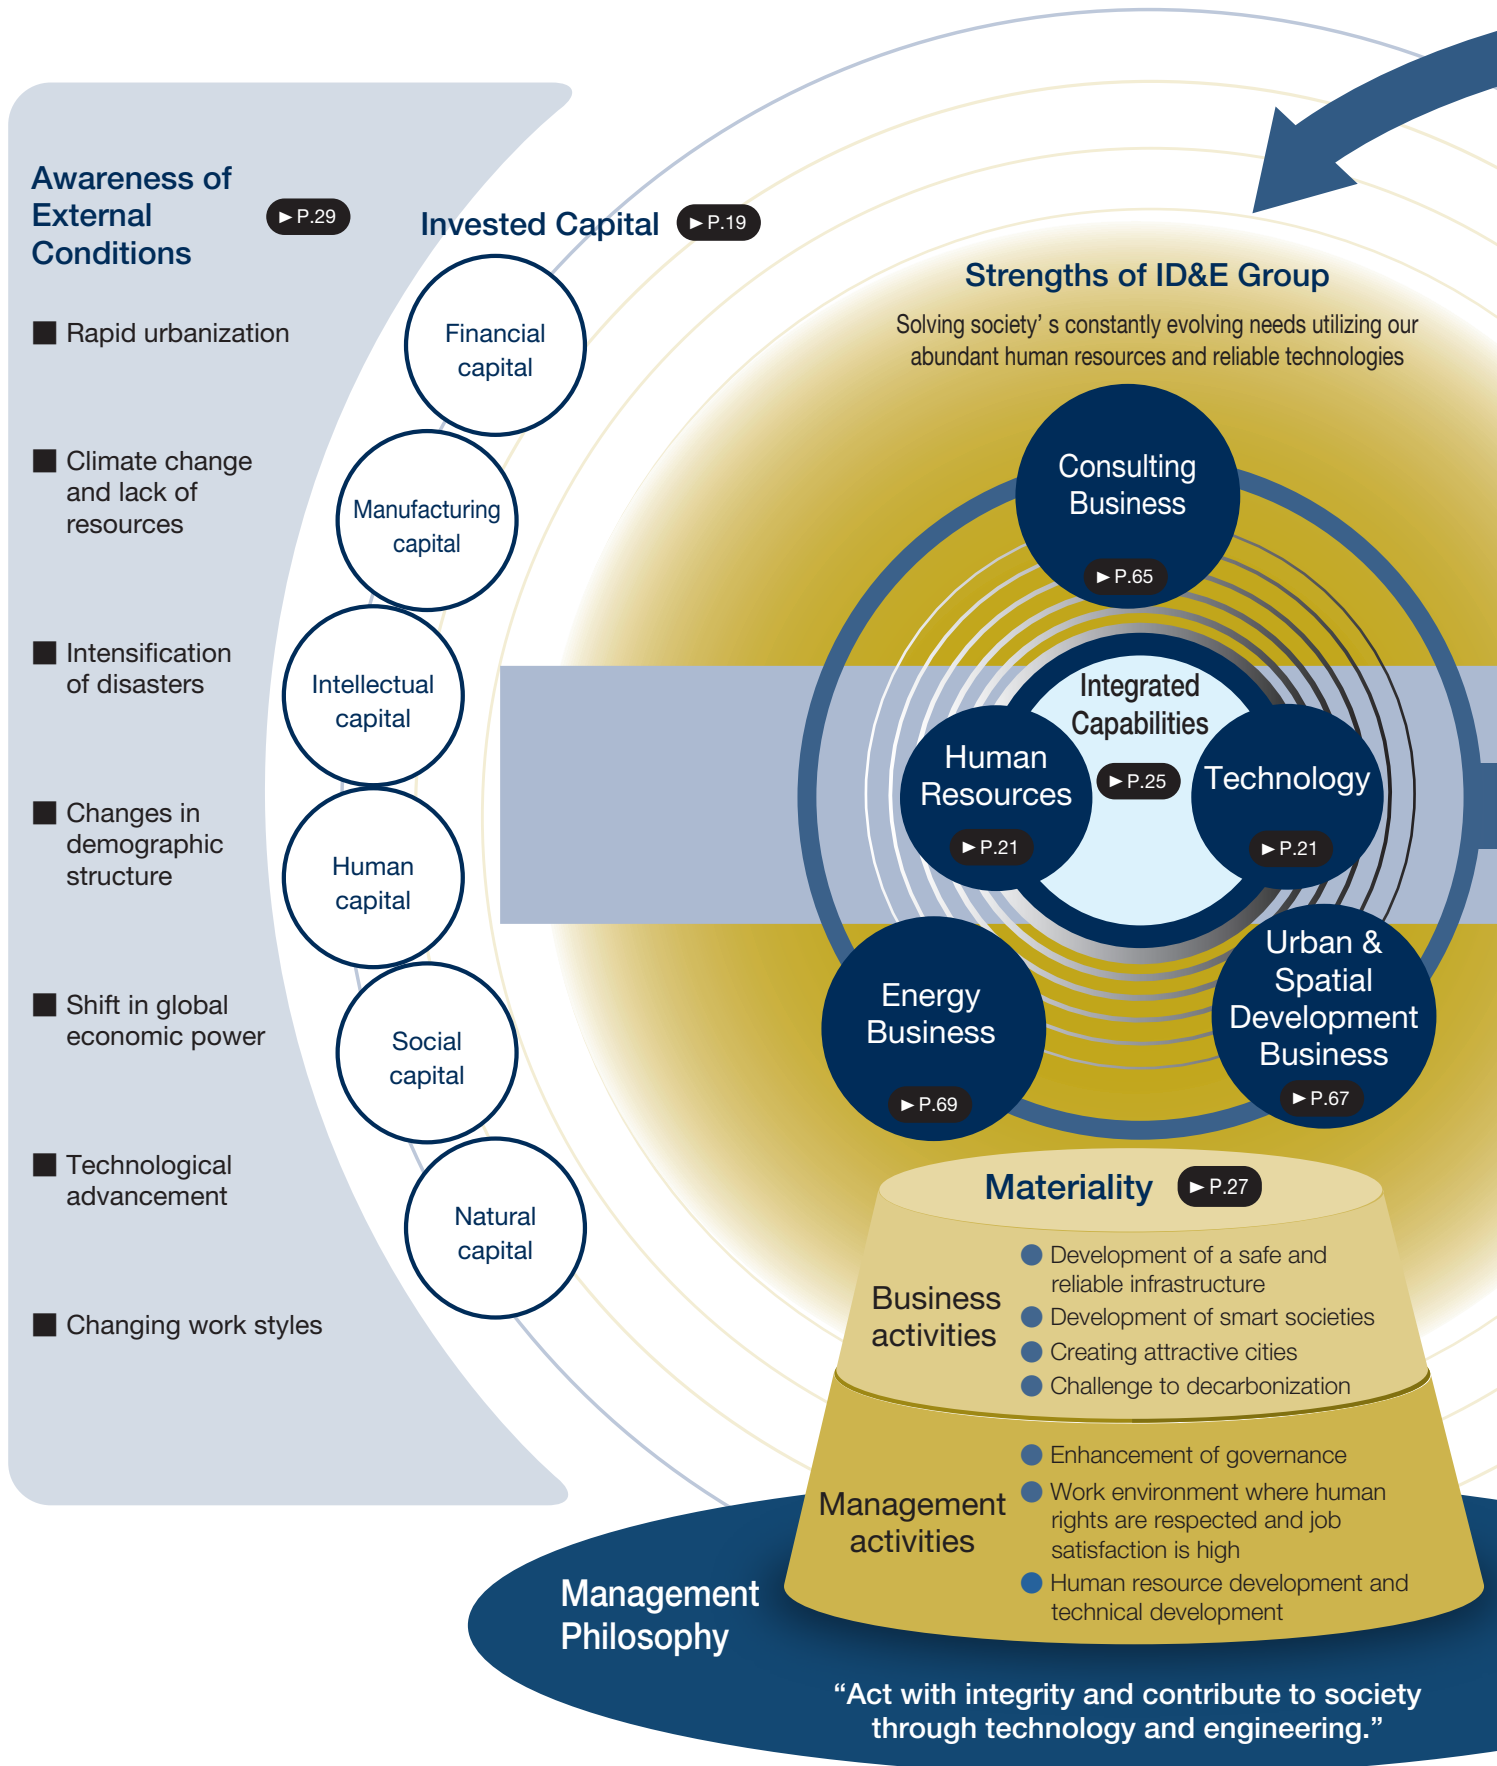 Awareness of
External
Conditions
▶P.29
■ Rapid urbanization
■ Climate change
and lack of
resources
■ Intensification
of disasters
■ Changes in
demographic
structure
■ Shift in global
economic power
■ Technological
advancement
■ Changing work styles
Invested Capital ▶P.19
Financial
capital
Manufacturing
capital
Intellectual
capital
Human
capital
Social
capital
Natural
capital
Strengths of ID&E Group
Solving society’ s constantly evolving needs utilizing our
abundant human resources and reliable technologies
Consulting
Business
▶P.65
Integrated
Capabilities
▶P.25
Human
Resources
▶P.21
Technology
▶P.21
Energy
Business
▶P.69
Urban &
Spatial
Development
Business
▶P.67
Materiality ▶P.27
Business
activities
● Development of a safe and
reliable infrastructure
● Development of smart societies
● Creating attractive cities
● Challenge to decarbonization
Management
activities
● Enhancement of governance
● Work environment where human
rights are respected and job
satisfaction is high
● Human resource development and
technical development
Management
Philosophy
“Act with integrity and contribute to society
through technology and engineering.”